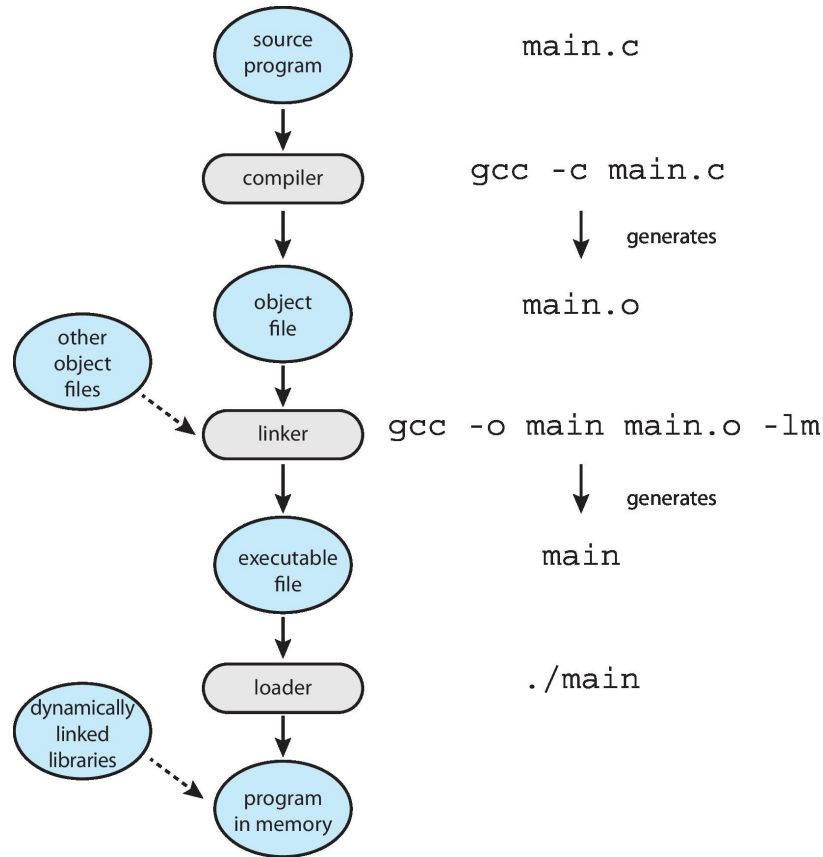 source
program
main.c
compiler
gcc -c main.c
generates
object
file
main.o
other
object
files
linker
gcc -o main main.o -lm
generates
executable
file
main
loader
./main
dynamically
linked
libraries
program
in memory